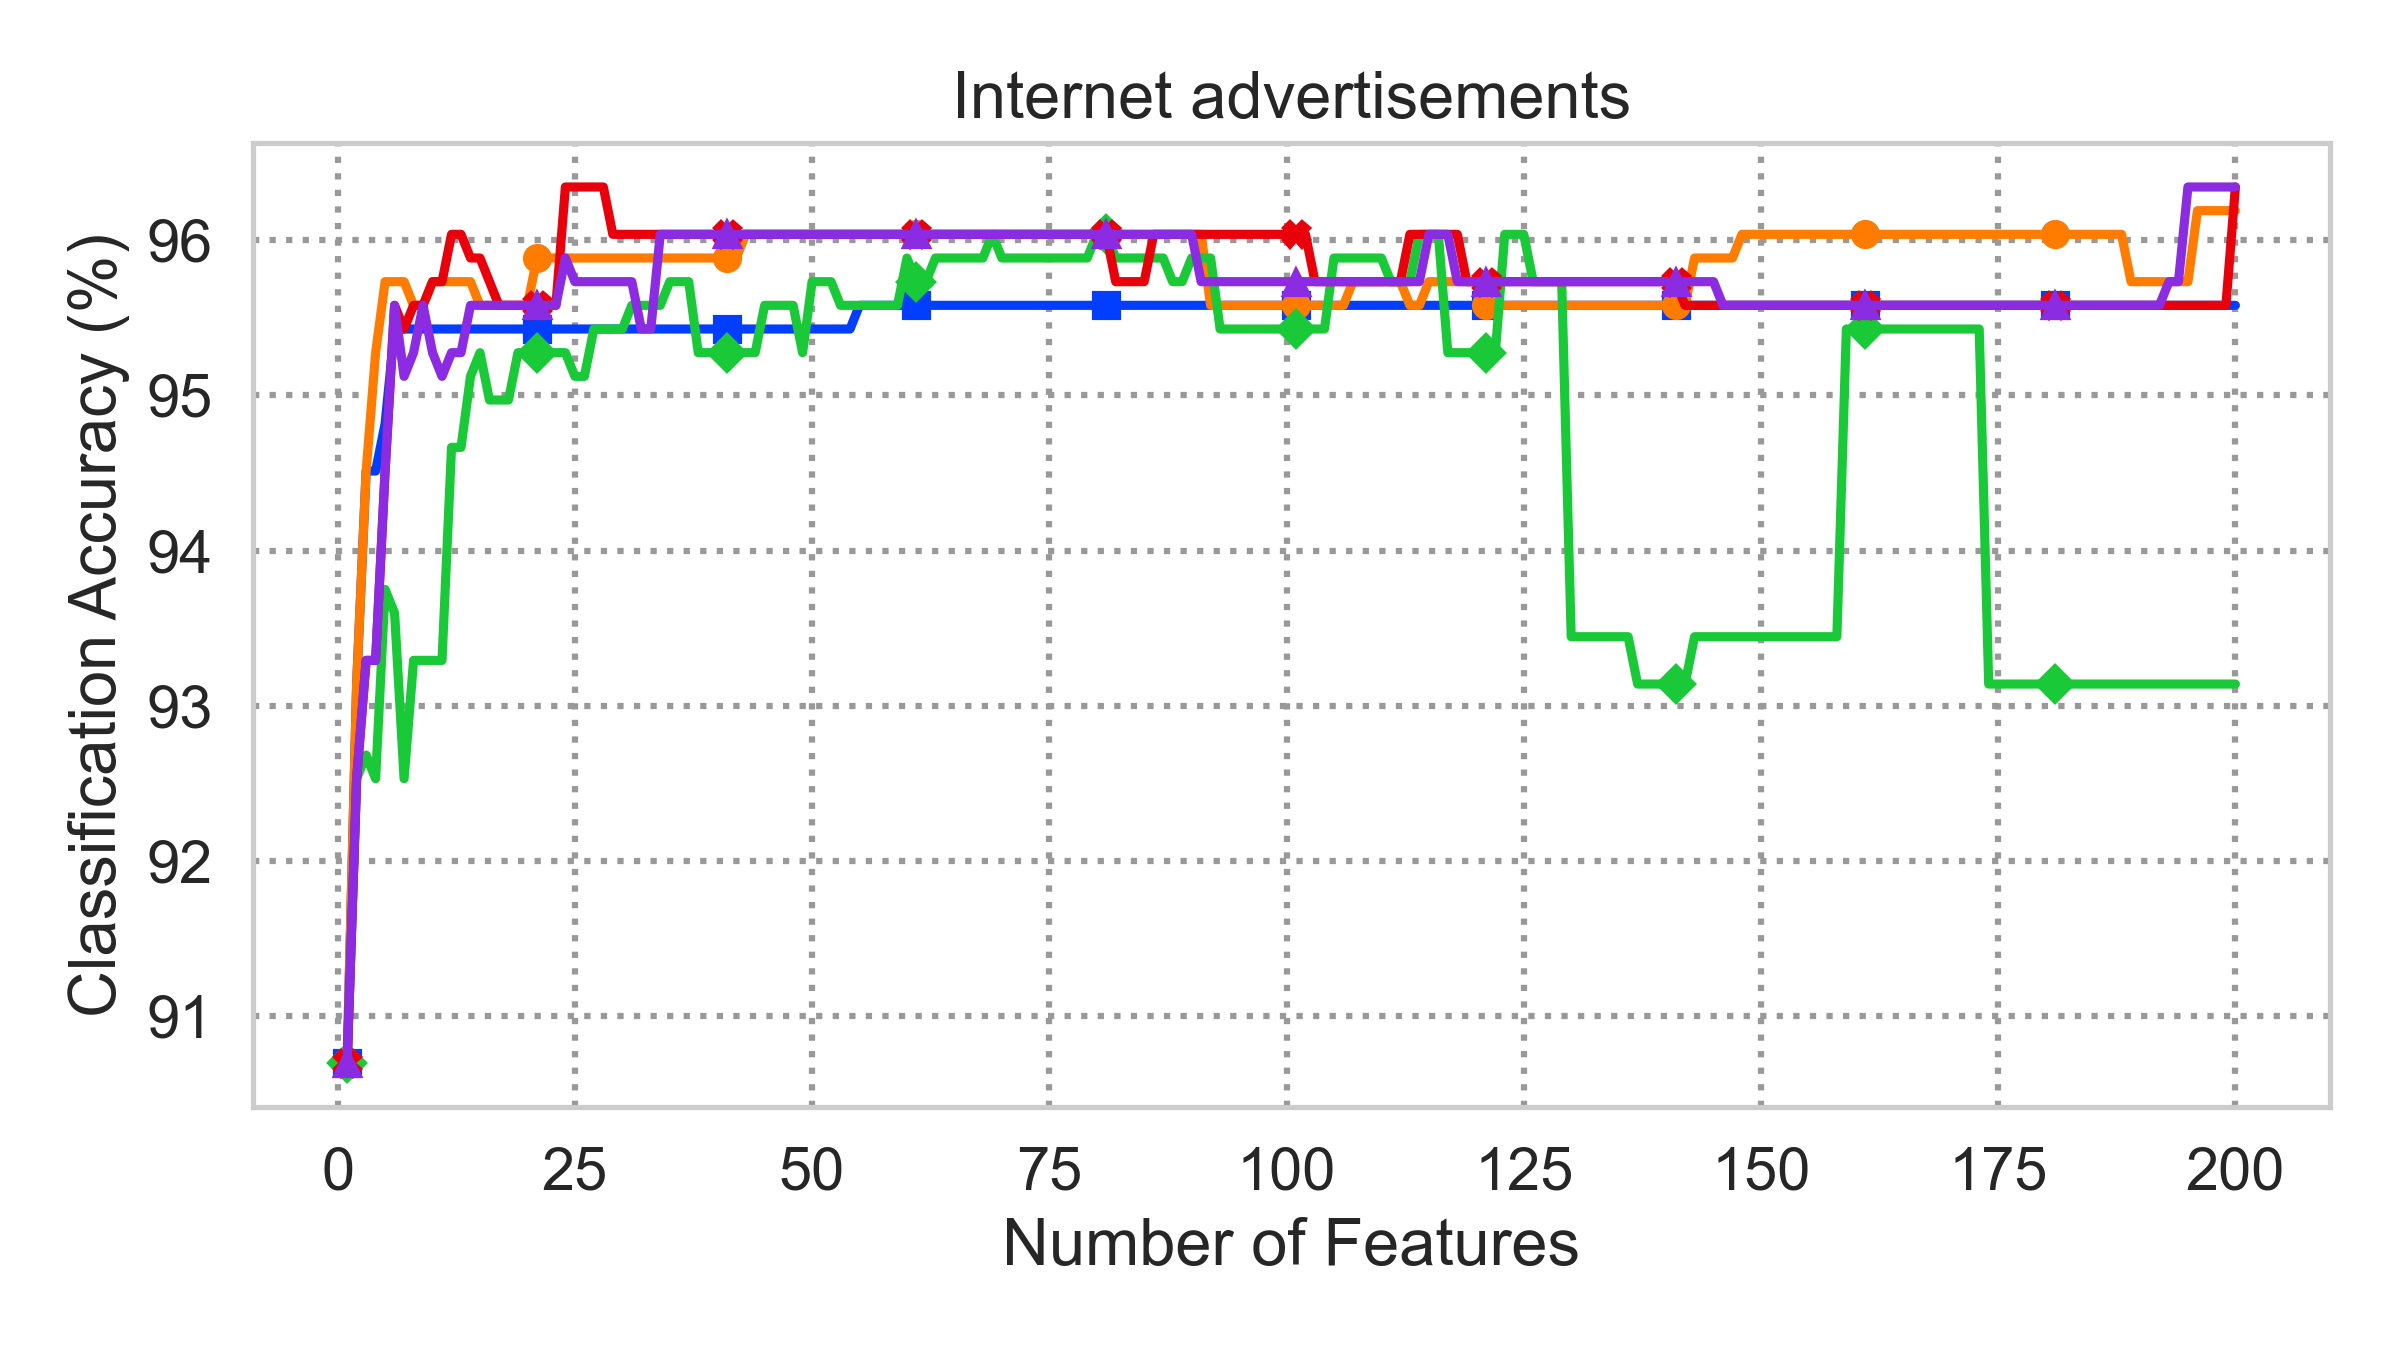 Internet advertisements
Classification Accuracy (%)
96
95
94
93
92
91
0 25 50 75 100 125 150 175 200
Number of Features